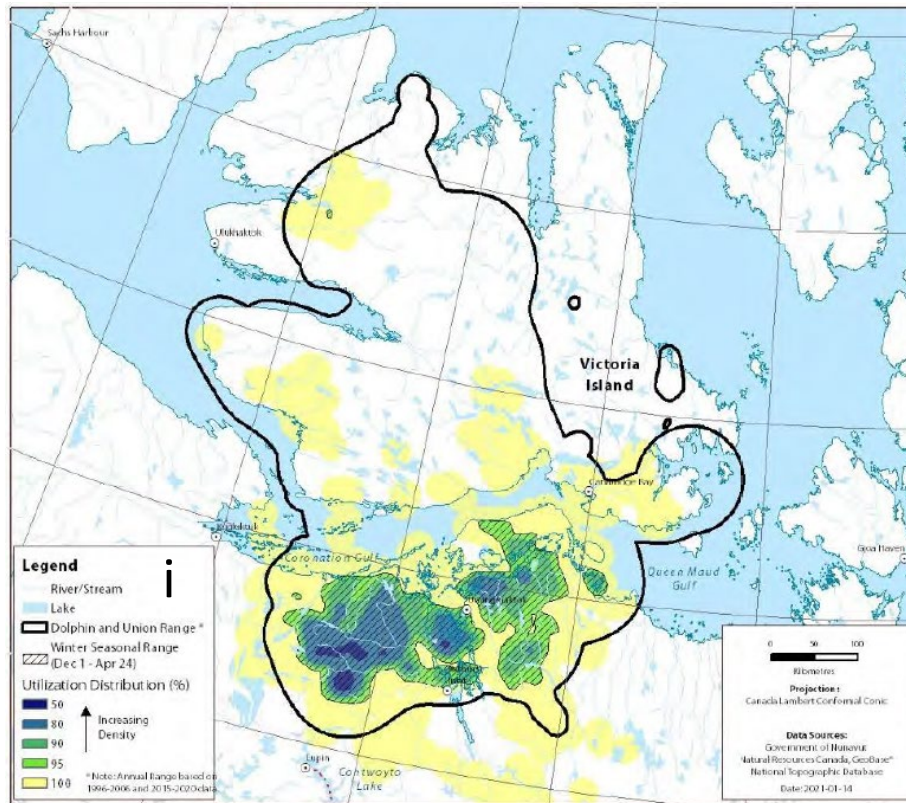 Sachs Harbour
Ulukhaktok
Victoria
Island
Cambridge Bay
Kugluktuk
Coronation Gulf
Queen Maud
Gulf
Gjoa Haven
Lupin
Contwoyto
Lake
i
Legend
River/Stream
Lake
Dolphin and Union Range *
Winter Seasonal Range
(Dec 1 - Apr 24)
Utilization Distribution (%)
50
80
90
95
100
Increasing
Density
* Note: Annual Range based on
1996-2006 and 2015-2020 data.
0 50 100
Kilometres
Projection:
Canada Lambert Conformal Conic
Data Sources:
Government of Nunavut
Natural Resources Canada, GeoBase®
National Topographic Database
Date: 2021-01-14